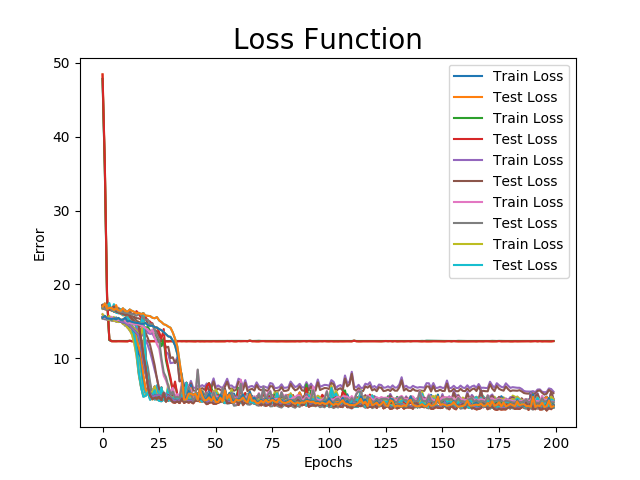 Loss Function
50
40
30
20
10
Error
0
25
50
75
100
125
150
175
200
Epochs
Train Loss
Test Loss
Train Loss
Test Loss
Train Loss
Test Loss
Train Loss
Test Loss
Train Loss
Test Loss